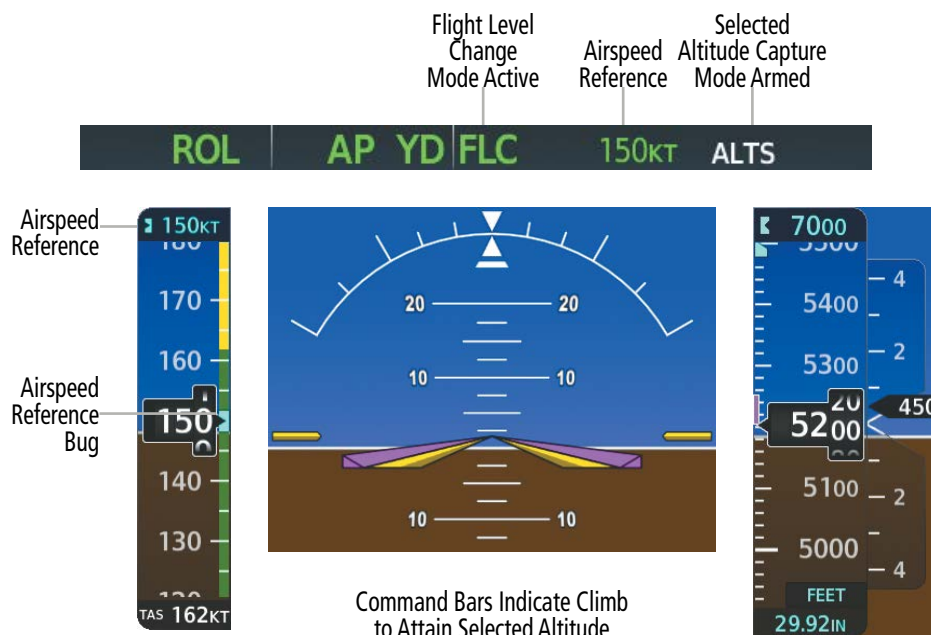 Flight Level
Change
Mode Active
Airspeed
Reference
Selected
Altitude Capture
Mode Armed
ROL AP YD FLC 150KT ALTS
Airspeed
Reference
150KT
180
170
160
Airspeed
Reference
Bug
150
140
130
TAS 162KT
20 20
10 10
10 10
7000
5500
5400
5300
20
5200
5100
5000
4
2
450
2
4
FEET
29.92IN
Command Bars Indicate Climb
to Attain Selected Altitude